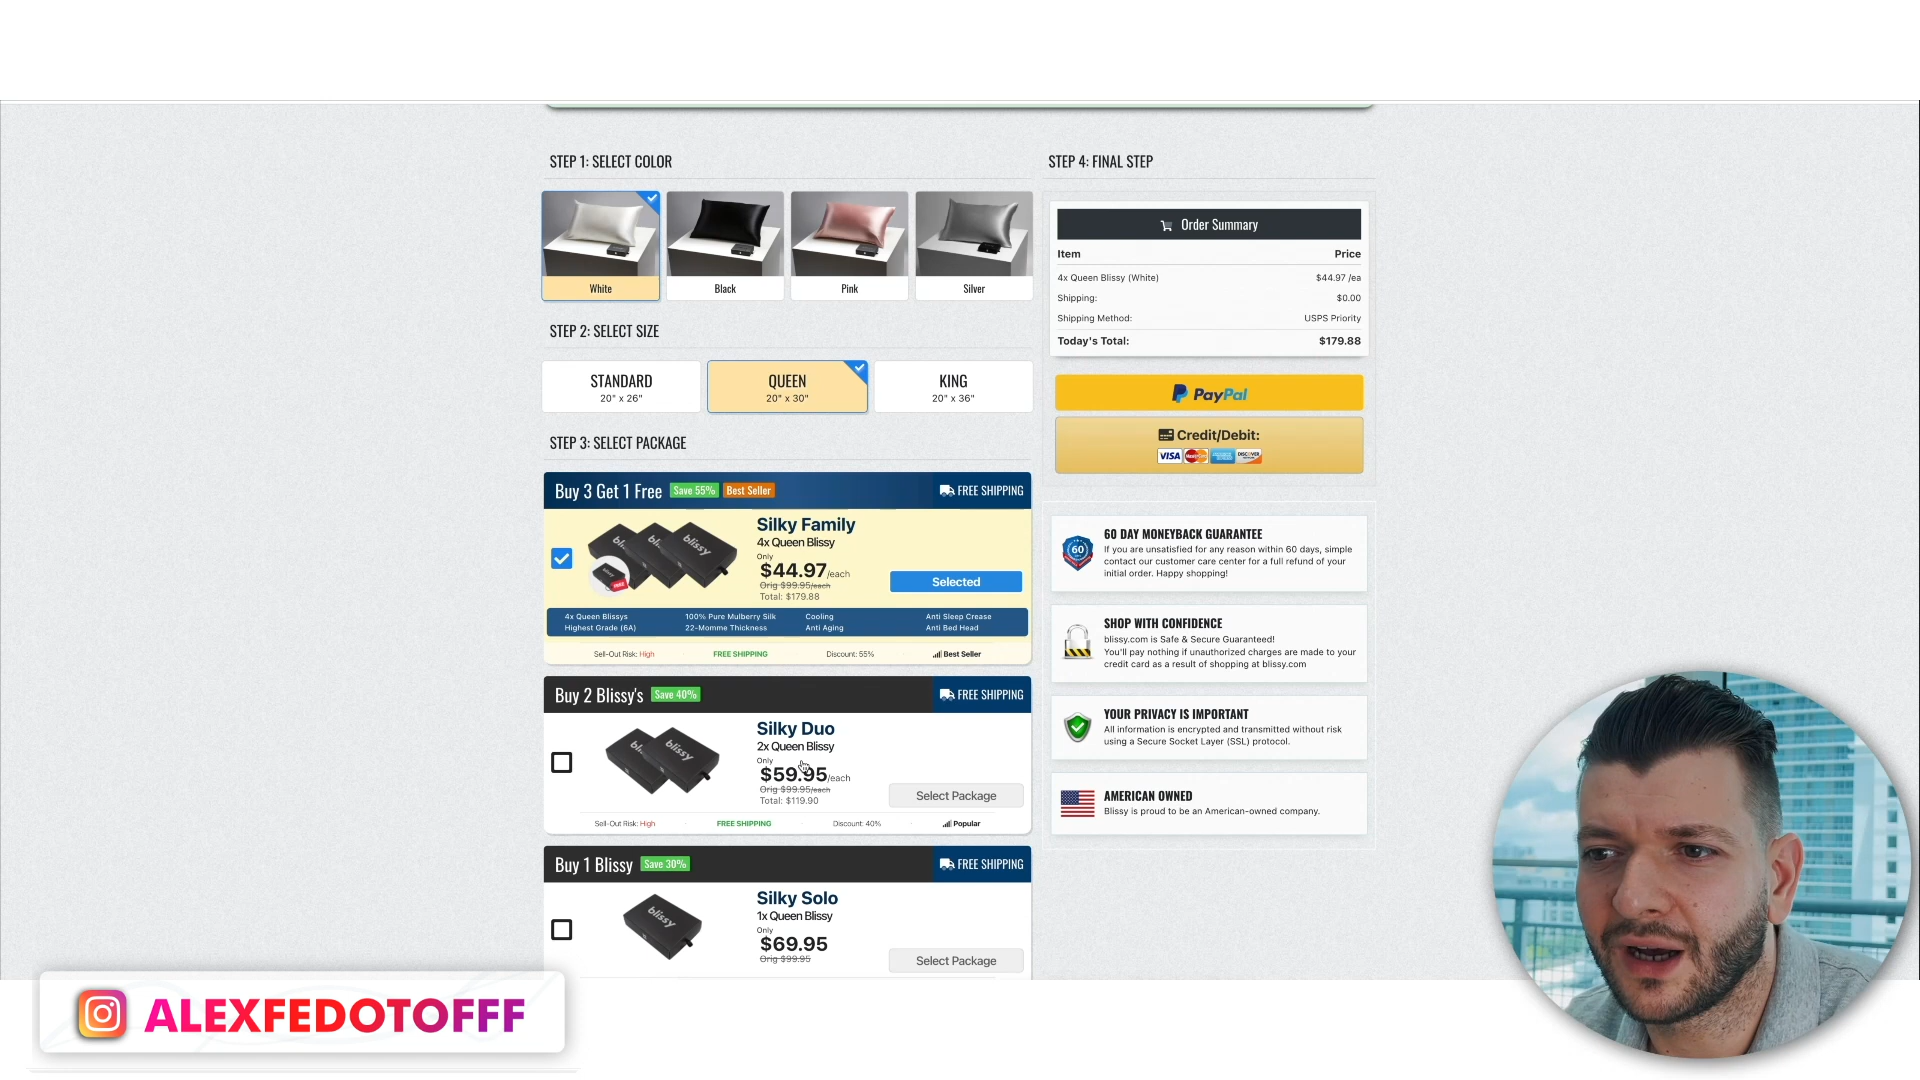 STEP 1: SELECT COLOR
White
Black
Pink
Silver
STEP 2: SELECT SIZE
STANDARD
20" x 26"
QUEEN
20" x 30"
KING
20" x 36"
STEP 3: SELECT PACKAGE
Buy 3 Get 1 Free
Save 55%
Best Seller
FREE SHIPPING
blissy
Silky Family
4x Queen Blissy
Only
$44.97/each
Orig $99.95/each
Total: $179.88
Selected
4x Queen Blissys
Highest Grade (6A)
100% Pure Mulberry Silk
22-Momme Thickness
Cooling
Anti Aging
Anti Sleep Crease
Anti Bed Head
Sell-Out Risk: High
FREE SHIPPING
Discount: 55%
Best Seller
Buy 2 Blissy's
Save 40%
FREE SHIPPING
blissy
Silky Duo
2x Queen Blissy
Only
$59.95/each
Orig $99.95/each
Total: $119.90
Select Package
Sell-Out Risk: High
FREE SHIPPING
Discount: 40%
Popular
Buy 1 Blissy
Save 30%
FREE SHIPPING
blissy
Silky Solo
1x Queen Blissy
Only
$69.95
Orig $99.95
Select Package
STEP 4: FINAL STEP
Order Summary
Item Price
4x Queen Blissy (White) $44.97 /ea
Shipping: $0.00
Shipping Method: USPS Priority
Today's Total: $179.88
PayPal
Credit/Debit:
VISA MasterCard DISCOVER
60 DAY MONEYBACK GUARANTEE
60
If you are unsatisfied for any reason within 60 days, simple
contact our customer care center for a full refund of your
initial order. Happy shopping!
SHOP WITH CONFIDENCE
blissy.com is Safe & Secure Guaranteed!
You'll pay nothing if unauthorized charges are made to your
credit card as a result of shopping at blissy.com
YOUR PRIVACY IS IMPORTANT
All information is encrypted and transmitted without risk
using a Secure Socket Layer (SSL) protocol.
AMERICAN OWNED
Blissy is proud to be an American-owned company.
ALEXFEDOTOFFF